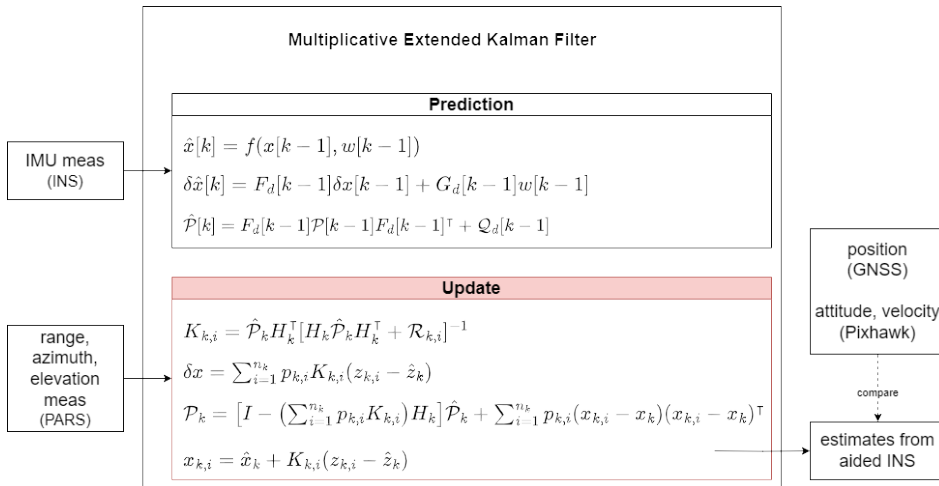 Multiplicative Extended Kalman Filter
Prediction
x̂[k] = f(x[k − 1], w[k − 1])
δx̂[k] = F_d[k − 1]δx[k − 1] + G_d[k − 1]w[k − 1]
𝒫̂[k] = F_d[k − 1]𝒫[k − 1]F_d[k − 1]^⊤ + 𝒬_d[k − 1]
IMU meas
(INS)
Update
K_{k,i} = 𝒫̂_k H_k^⊤[H_k 𝒫̂_k H_k^⊤ + ℛ_{k,i}]^{−1}
δx = ∑_{i=1}^{n_k} p_{k,i}K_{k,i}(z_{k,i} − ẑ_k)
𝒫_k = [I − (∑_{i=1}^{n_k} p_{k,i}K_{k,i})H_k]𝒫̂_k + ∑_{i=1}^{n_k} p_{k,i}(x_{k,i} − x_k)(x_{k,i} − x_k)^⊤
x_{k,i} = x̂_k + K_{k,i}(z_{k,i} − ẑ_k)
range,
azimuth,
elevation
meas
(PARS)
position
(GNSS)
attitude, velocity
(Pixhawk)
compare
estimates from
aided INS